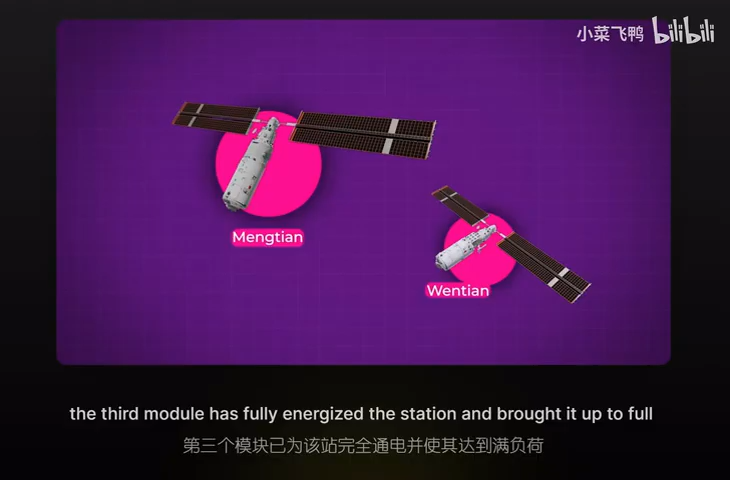 小菜飞鸭 bilibili
Mengtian
Wentian
the third module has fully energized the station and brought it up to full
第三个模块已为该站完全通电并使其达到满负荷